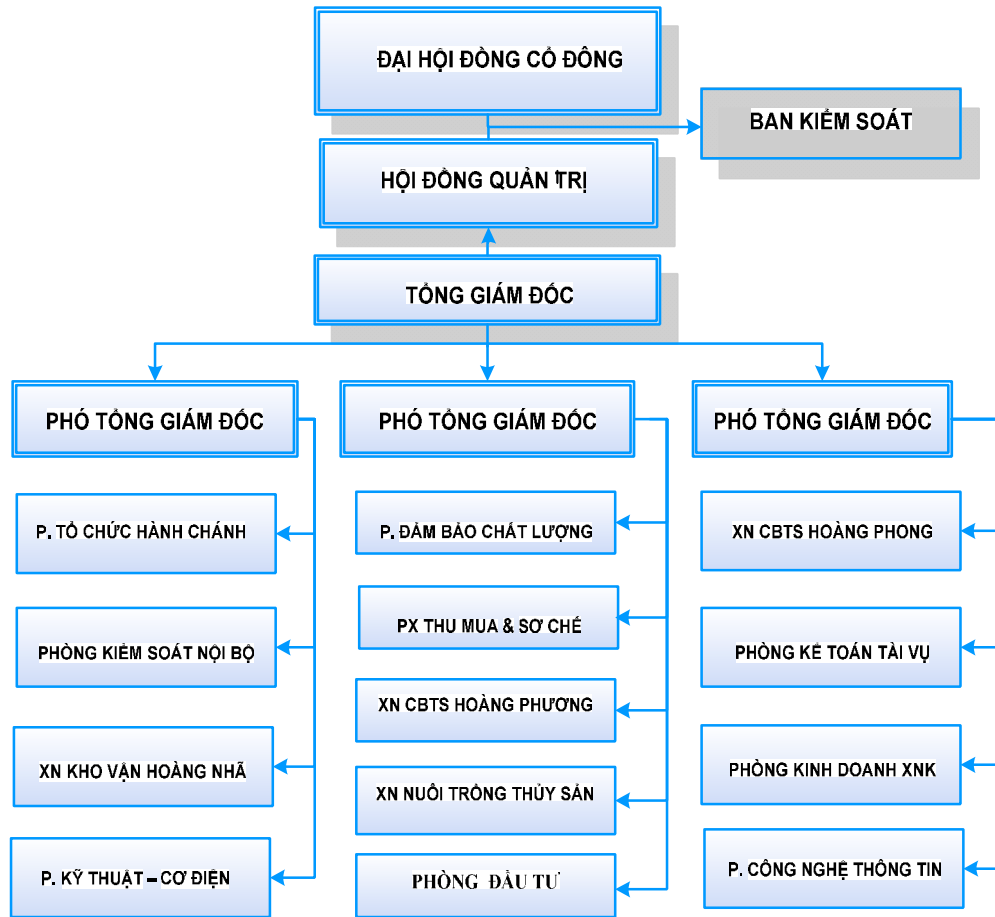 ĐẠI HỘI ĐỒNG CỔ ĐÔNG
BAN KIỂM SOÁT
HỘI ĐỒNG QUẢN TRỊ
TỔNG GIÁM ĐỐC
PHÓ TỔNG GIÁM ĐỐC
PHÓ TỔNG GIÁM ĐỐC
PHÓ TỔNG GIÁM ĐỐC
P. TỔ CHỨC HÀNH CHÁNH
P. ĐẢM BẢO CHẤT LƯỢNG
XN CBTS HOÀNG PHONG
PX THU MUA & SƠ CHẾ
PHÒNG KIỂM SOÁT NỘI BỘ
PHÒNG KẾ TOÁN TÀI VỤ
XN CBTS HOÀNG PHƯƠNG
XN KHO VẬN HOÀNG NHÃ
PHÒNG KINH DOANH XNK
XN NUÔI TRỒNG THỦY SẢN
P. KỸ THUẬT – CƠ ĐIỆN
PHÒNG ĐẦU TƯ
P. CÔNG NGHỆ THÔNG TIN